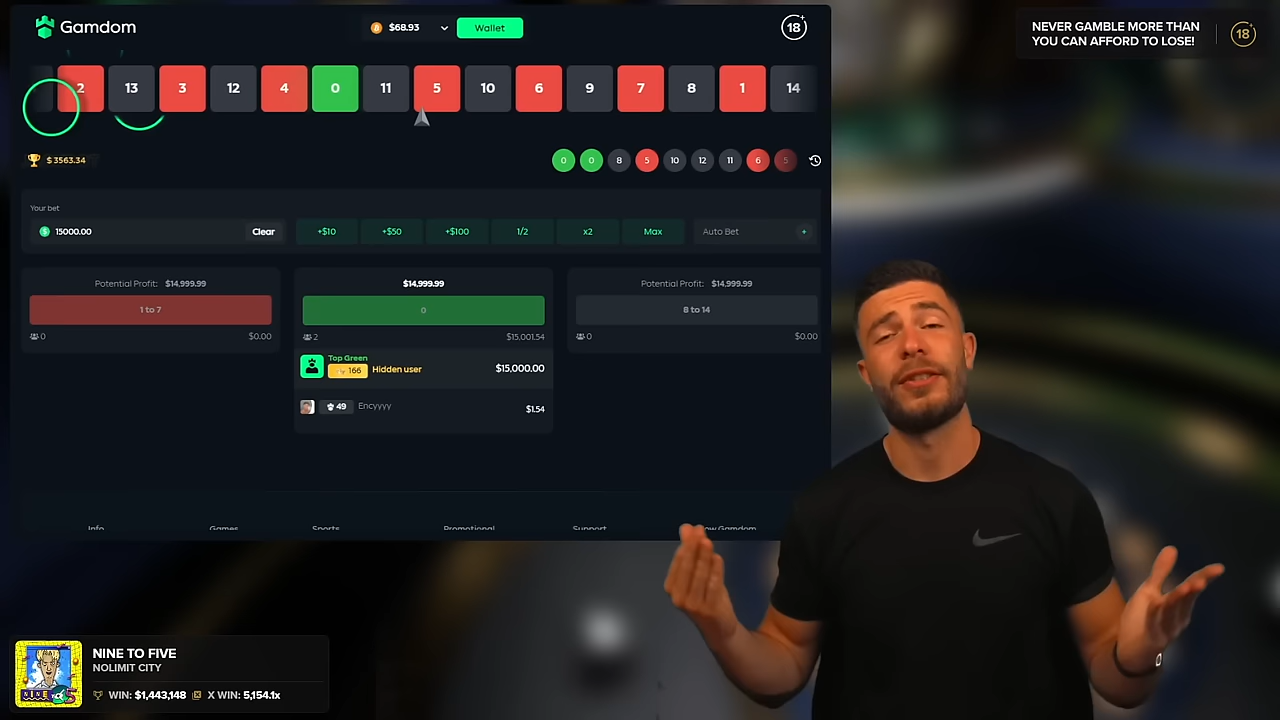 Gamdom
$68.93
Wallet
18+
NEVER GAMBLE MORE THAN
YOU CAN AFFORD TO LOSE!
18+
2 13 3 12 4 0 11 5 10 6 9 7 8 1 14
$ 3563.34
0 0 8 5 10 12 11 6 5
Your bet
15000.00
Clear
+$10
+$50
+$100
1/2
x2
Max
Auto Bet
+
Potential Profit: $14,999.99
1 to 7
0
$0.00
$14,999.99
0
2
$15,001.54
Top Green
166
Hidden user
$15,000.00
49
Encyyyy
$1.54
Potential Profit: $14,999.99
8 to 14
0
$0.00
Info
Games
Sports
Promotional
Support
ow Gamdom
NINE TO FIVE
NOLIMIT CITY
WIN: $1,443,148 X WIN: 5,154.1x